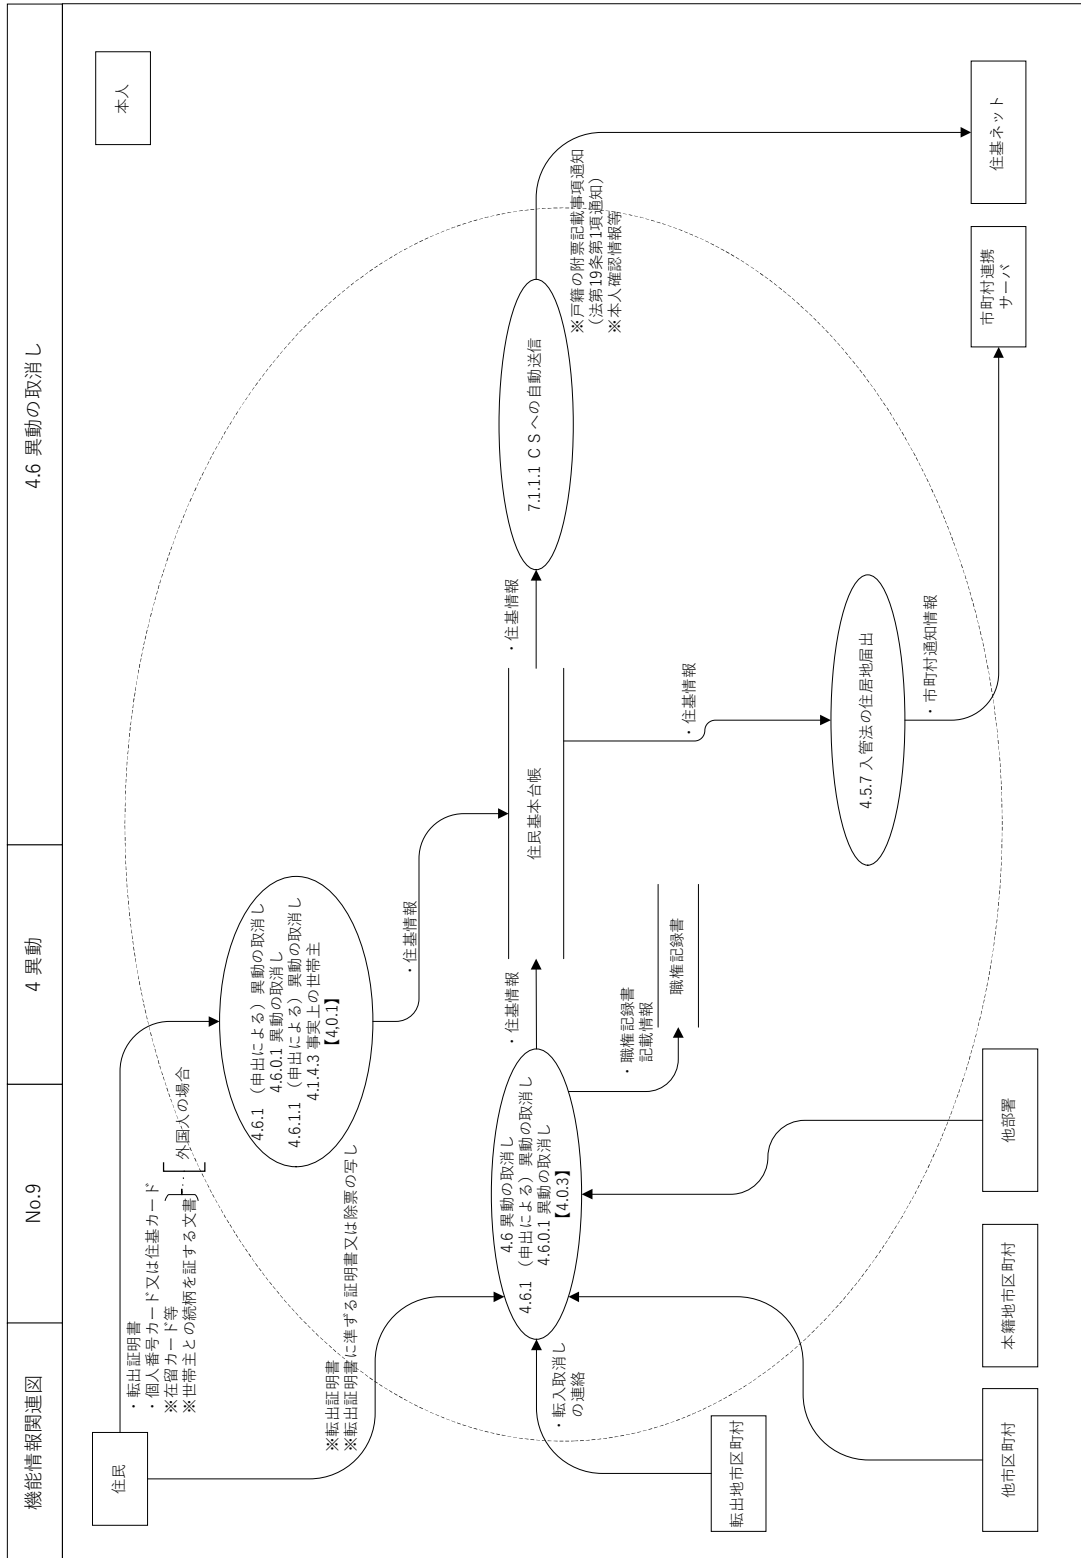 機能情報関連図
No.9
4 異動
4.6 異動の取消し
住民
・転出証明書
・個人番号カード又は住基カード
※在留カード等
※世帯主との続柄を証する文書
…
外国人の場合
本人
4.6.1 (申出による) 異動の取消し
4.6.0.1 異動の取消し
4.6.1.1 (申出による) 異動の取消し
4.1.4.3 事実上の世帯主
【4,0.1】
・住基情報
※転出証明書
※転出証明書に準ずる証明書又は除票の写し
・転入取消し
の連絡
4.6 異動の取消し
4.6.1 (申出による) 異動の取消し
4.6.0.1 異動の取消し
【4.0.3】
・住基情報
住民基本台帳
・住基情報
7.1.1.1 ＣＳへの自動送信
※戸籍の附票記載事項通知
(法第19条第1項通知)
※本人確認情報等
・職権記録書
記載情報
職権記録書
・住基情報
4.5.7 入管法の住居地届出
・市町村通知情報
転出地市区町村
他市区町村
本籍地市区町村
他部署
市町村連携
サーバ
住基ネット